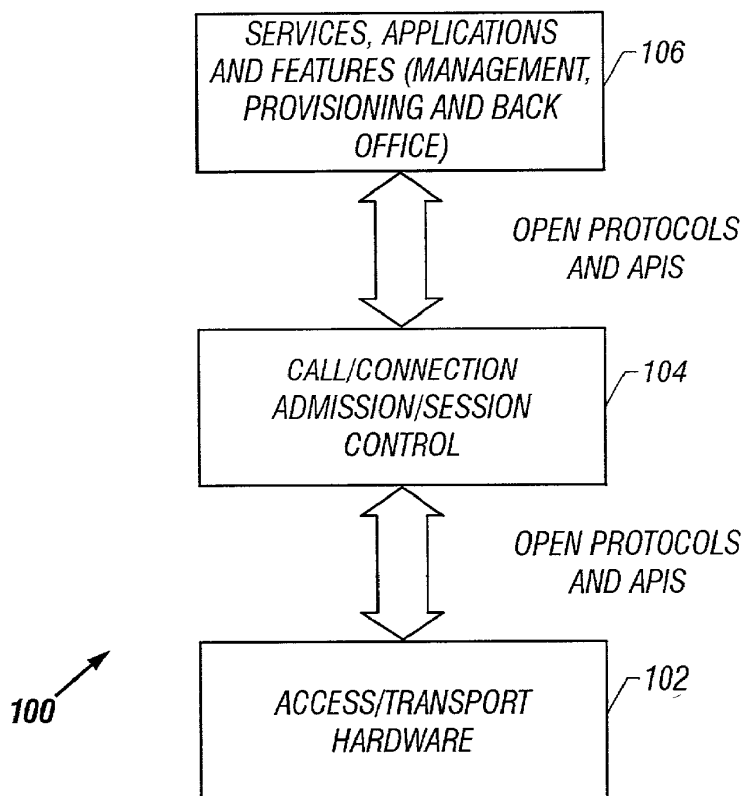 SERVICES, APPLICATIONS
AND FEATURES (MANAGEMENT,
PROVISIONING AND BACK
OFFICE)
106
OPEN PROTOCOLS
AND APIS
CALL/CONNECTION
ADMISSION/SESSION
CONTROL
104
OPEN PROTOCOLS
AND APIS
ACCESS/TRANSPORT
HARDWARE
102
100